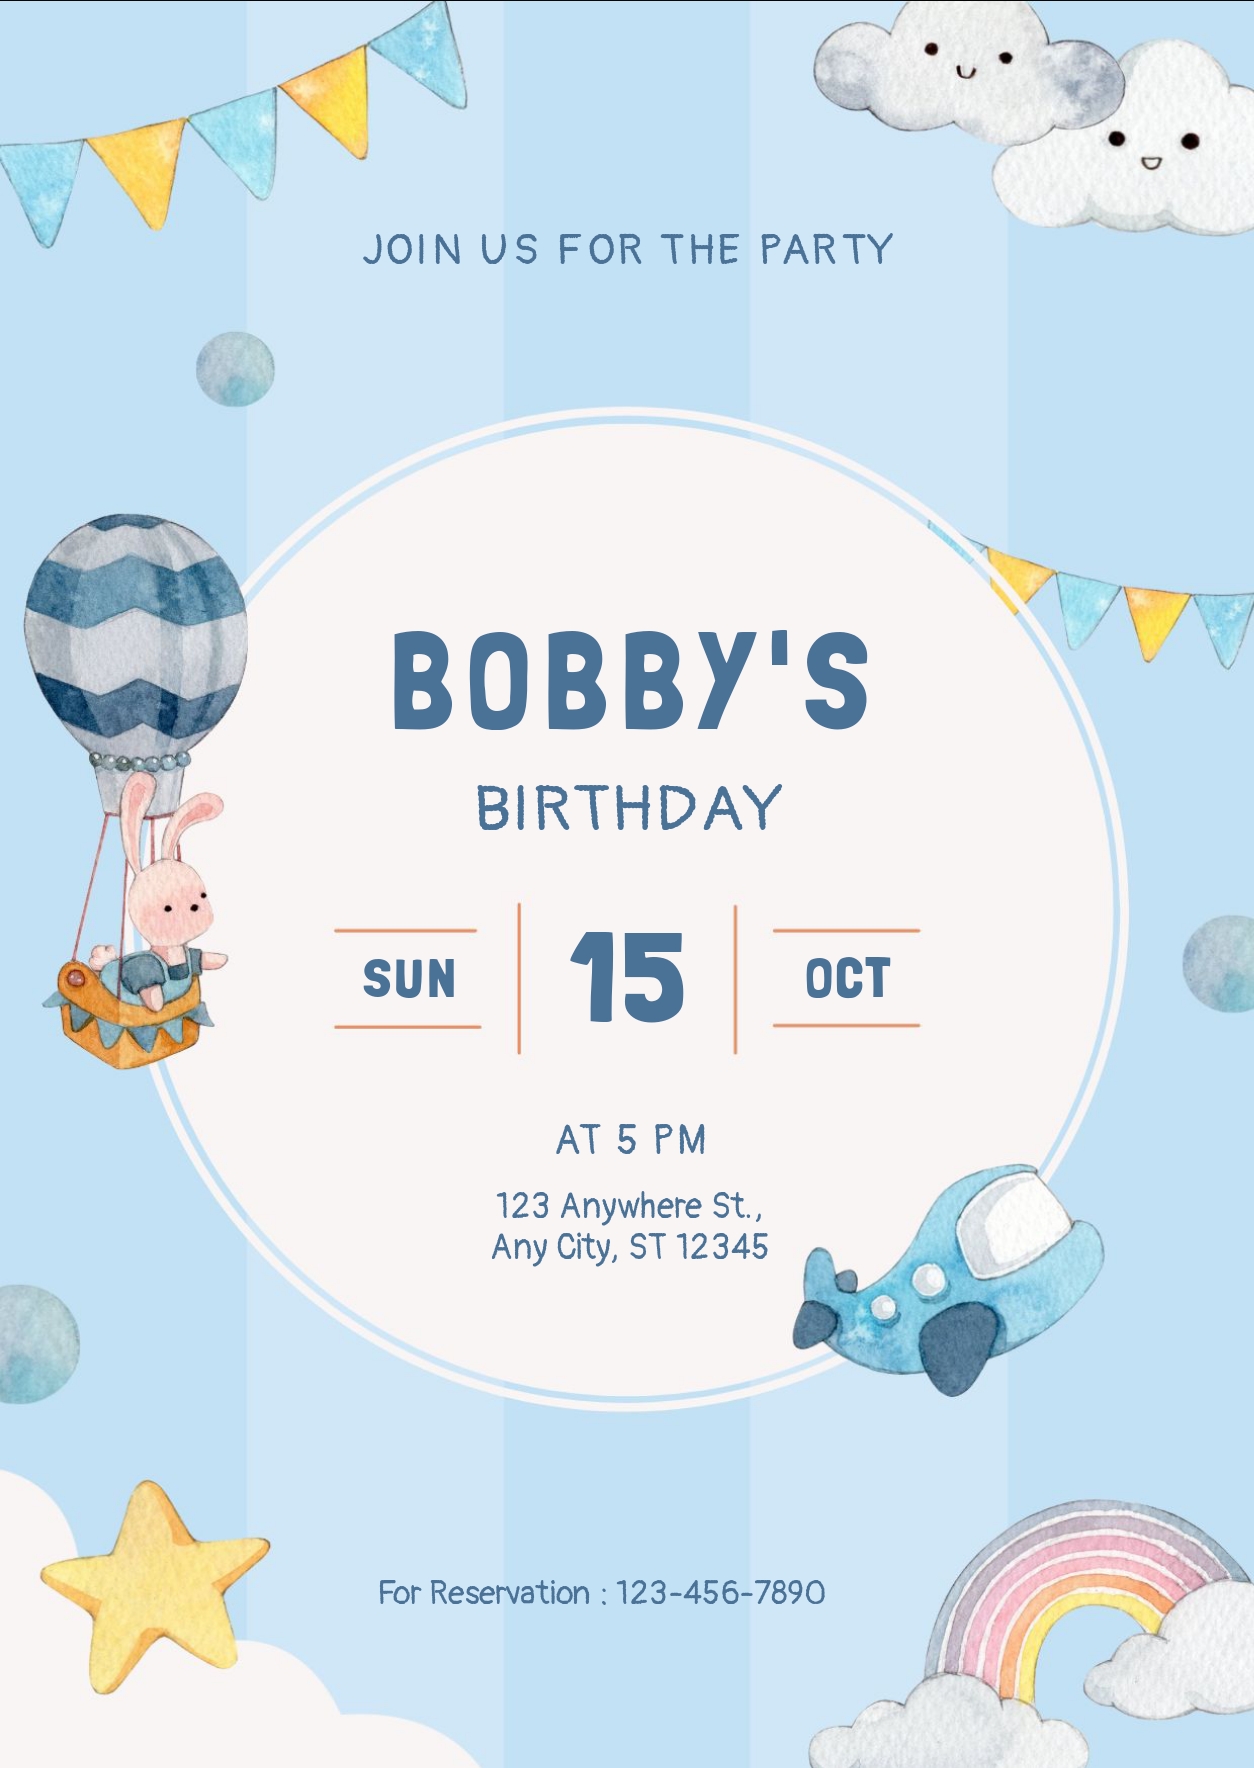 JOIN US FOR THE PARTY
BOBBY'S
BIRTHDAY
SUN
15
OCT
AT 5 PM
123 Anywhere St.,
Any City, ST 12345
For Reservation : 123-456-7890